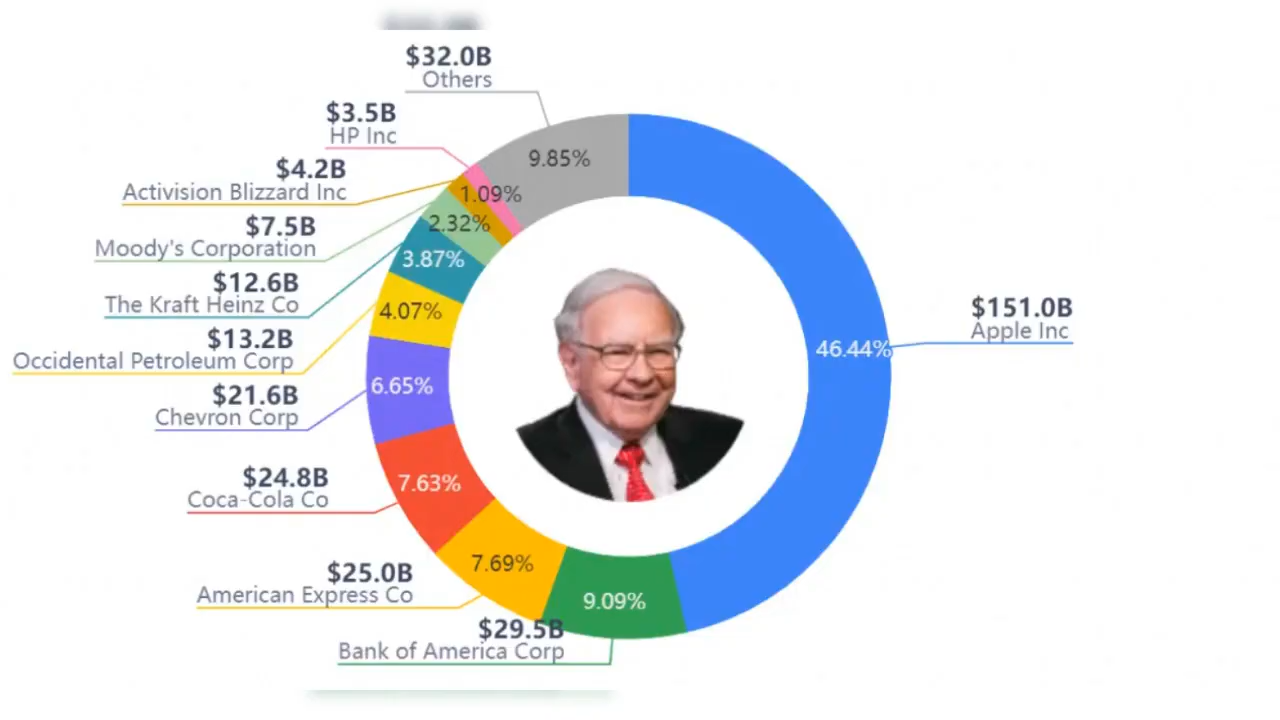 $32.0B
Others
$3.5B
HP Inc
$4.2B
Activision Blizzard Inc
$7.5B
Moody's Corporation
$12.6B
The Kraft Heinz Co
$13.2B
Occidental Petroleum Corp
$21.6B
Chevron Corp
$24.8B
Coca-Cola Co
$25.0B
American Express Co
$29.5B
Bank of America Corp
$151.0B
Apple Inc
9.85%
1.09%
2.32%
3.87%
4.07%
6.65%
7.63%
7.69%
9.09%
46.44%